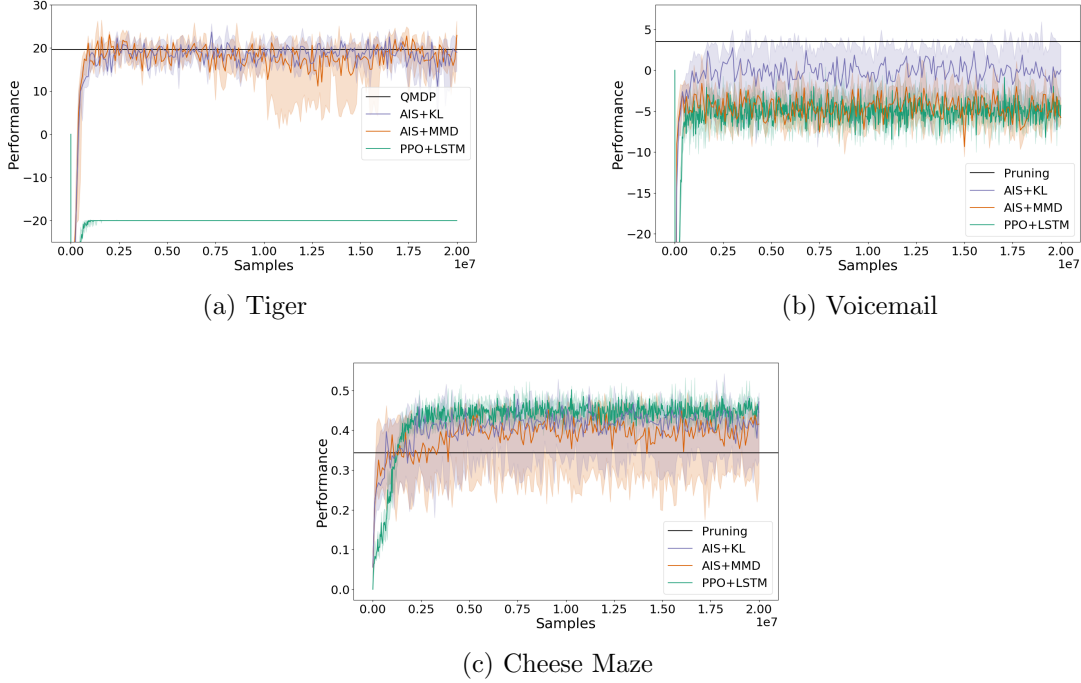 30
20
10
0
−10
−20
Performance
QMDP
AIS+KL
AIS+MMD
PPO+LSTM
0.00 0.25 0.50 0.75 1.00 1.25 1.50 1.75 2.00
Samples
1e7
(a) Tiger
5
0
−5
−10
−15
−20
Performance
Pruning
AIS+KL
AIS+MMD
PPO+LSTM
0.00 0.25 0.50 0.75 1.00 1.25 1.50 1.75 2.00
Samples
1e7
(b) Voicemail
0.5
0.4
0.3
0.2
0.1
0.0
Performance
Pruning
AIS+KL
AIS+MMD
PPO+LSTM
0.00 0.25 0.50 0.75 1.00 1.25 1.50 1.75 2.00
Samples
1e7
(c) Cheese Maze